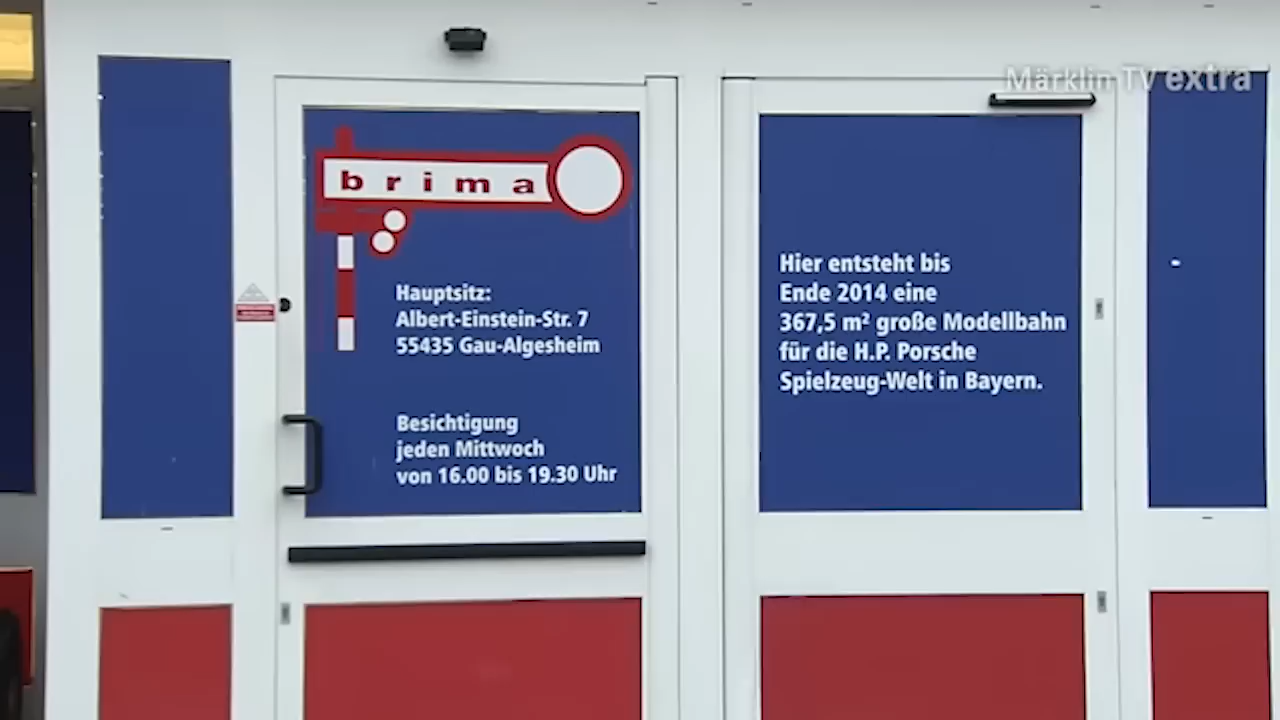 Märklin TV extra
brima
Hauptsitz:
Albert-Einstein-Str. 7
55435 Gau-Algesheim
Besichtigung
jeden Mittwoch
von 16.00 bis 19.30 Uhr
Hier entsteht bis
Ende 2014 eine
367,5 m² große Modellbahn
für die H.P. Porsche
Spielzeug-Welt in Bayern.